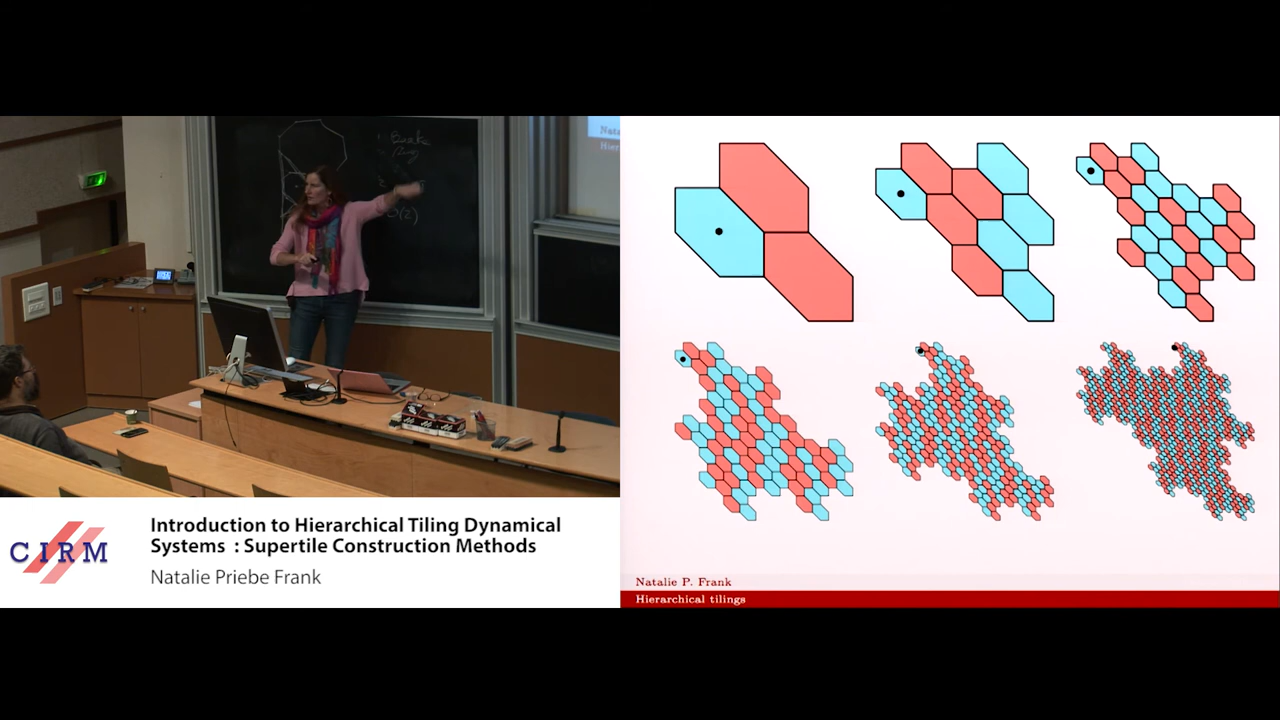 CIRM
Introduction to Hierarchical Tiling Dynamical
Systems : Supertile Construction Methods
Natalie Priebe Frank
Natalie P. Frank
Hierarchical tilings